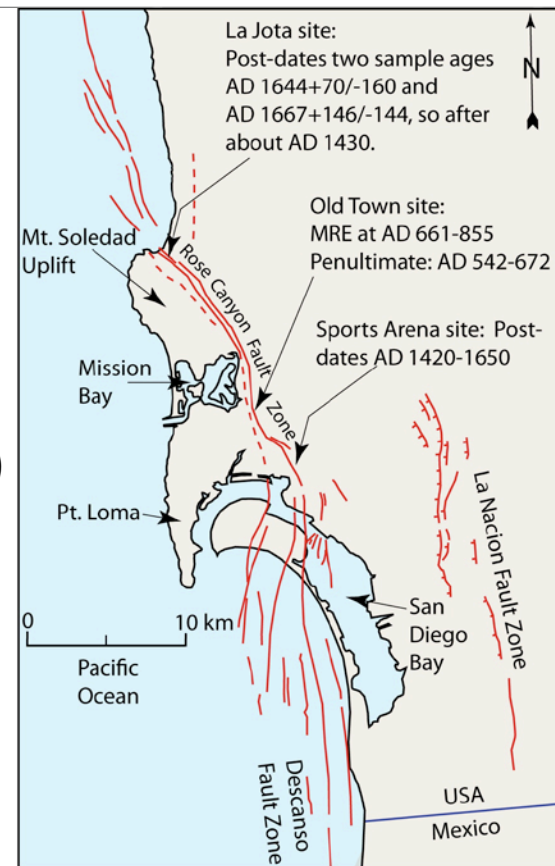 La Jota site:
Post-dates two sample ages
AD 1644+70/-160 and
AD 1667+146/-144, so after
about AD 1430.
N
Old Town site:
MRE at AD 661-855
Penultimate: AD 542-672
Mt. Soledad
Uplift
Rose Canyon Fault Zone
Sports Arena site: Post-
dates AD 1420-1650
Mission
Bay
La Nacion Fault Zone
Pt. Loma
0
10 km
San
Diego
Bay
Pacific
Ocean
Descanso
Fault Zone
USA
Mexico